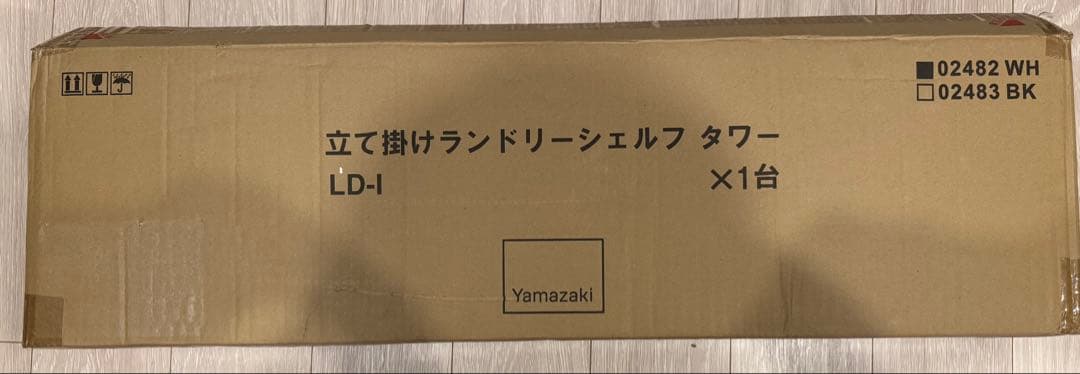 ■02482 WH
□02483 BK
立て掛けランドリーシェルフ タワー
LD-I ×1台
Yamazaki